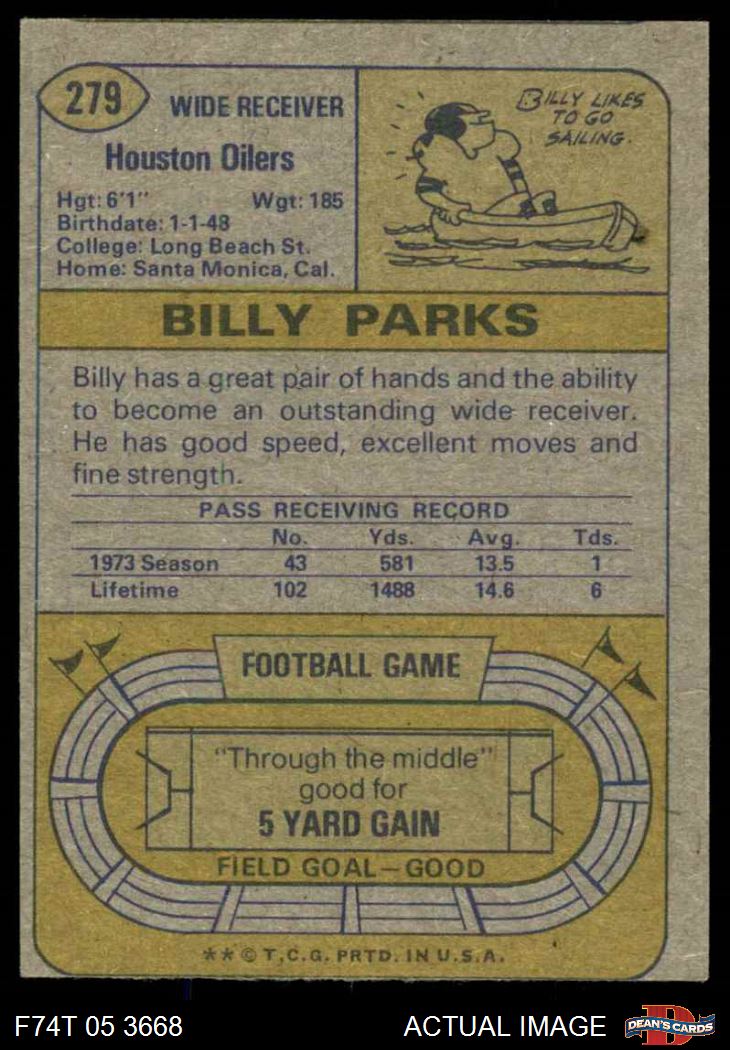 279
WIDE RECEIVER
Houston Oilers
Hgt: 6'1" Wgt: 185
Birthdate: 1-1-48
College: Long Beach St.
Home: Santa Monica, Cal.
BILLY LIKES
TO GO
SAILING.
BILLY PARKS
Billy has a great pair of hands and the ability
to become an outstanding wide receiver.
He has good speed, excellent moves and
fine strength.
PASS RECEIVING RECORD
No. Yds. Avg. Tds.
1973 Season 43 581 13.5 1
Lifetime 102 1488 14.6 6
FOOTBALL GAME
"Through the middle"
good for
5 YARD GAIN
FIELD GOAL—GOOD
** © T.C.G. PRTD. IN U.S.A.
F74T 05 3668 ACTUAL IMAGE
D
DEAN'S CARDS